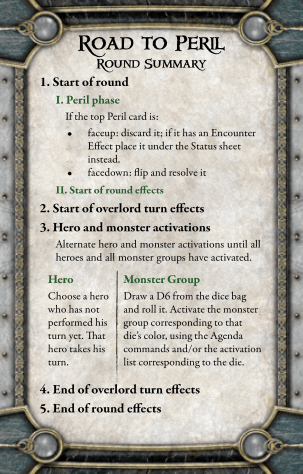 Road to Peril
Round Summary
1. Start of round
I. Peril phase
If the top Peril card is:
• faceup: discard it; if it has an Encounter
Effect place it under the Status sheet
instead.
• facedown: flip and resolve it
II. Start of round effects
2. Start of overlord turn effects
3. Hero and monster activations
Alternate hero and monster activations until all
heroes and all monster groups have activated.
Hero
Choose a hero
who has not
performed his
turn yet. That
hero takes his
turn.
Monster Group
Draw a D6 from the dice bag
and roll it. Activate the monster
group corresponding to that
die's color, using the Agenda
commands and/or the activation
list corresponding to the die.
4. End of overlord turn effects
5. End of round effects